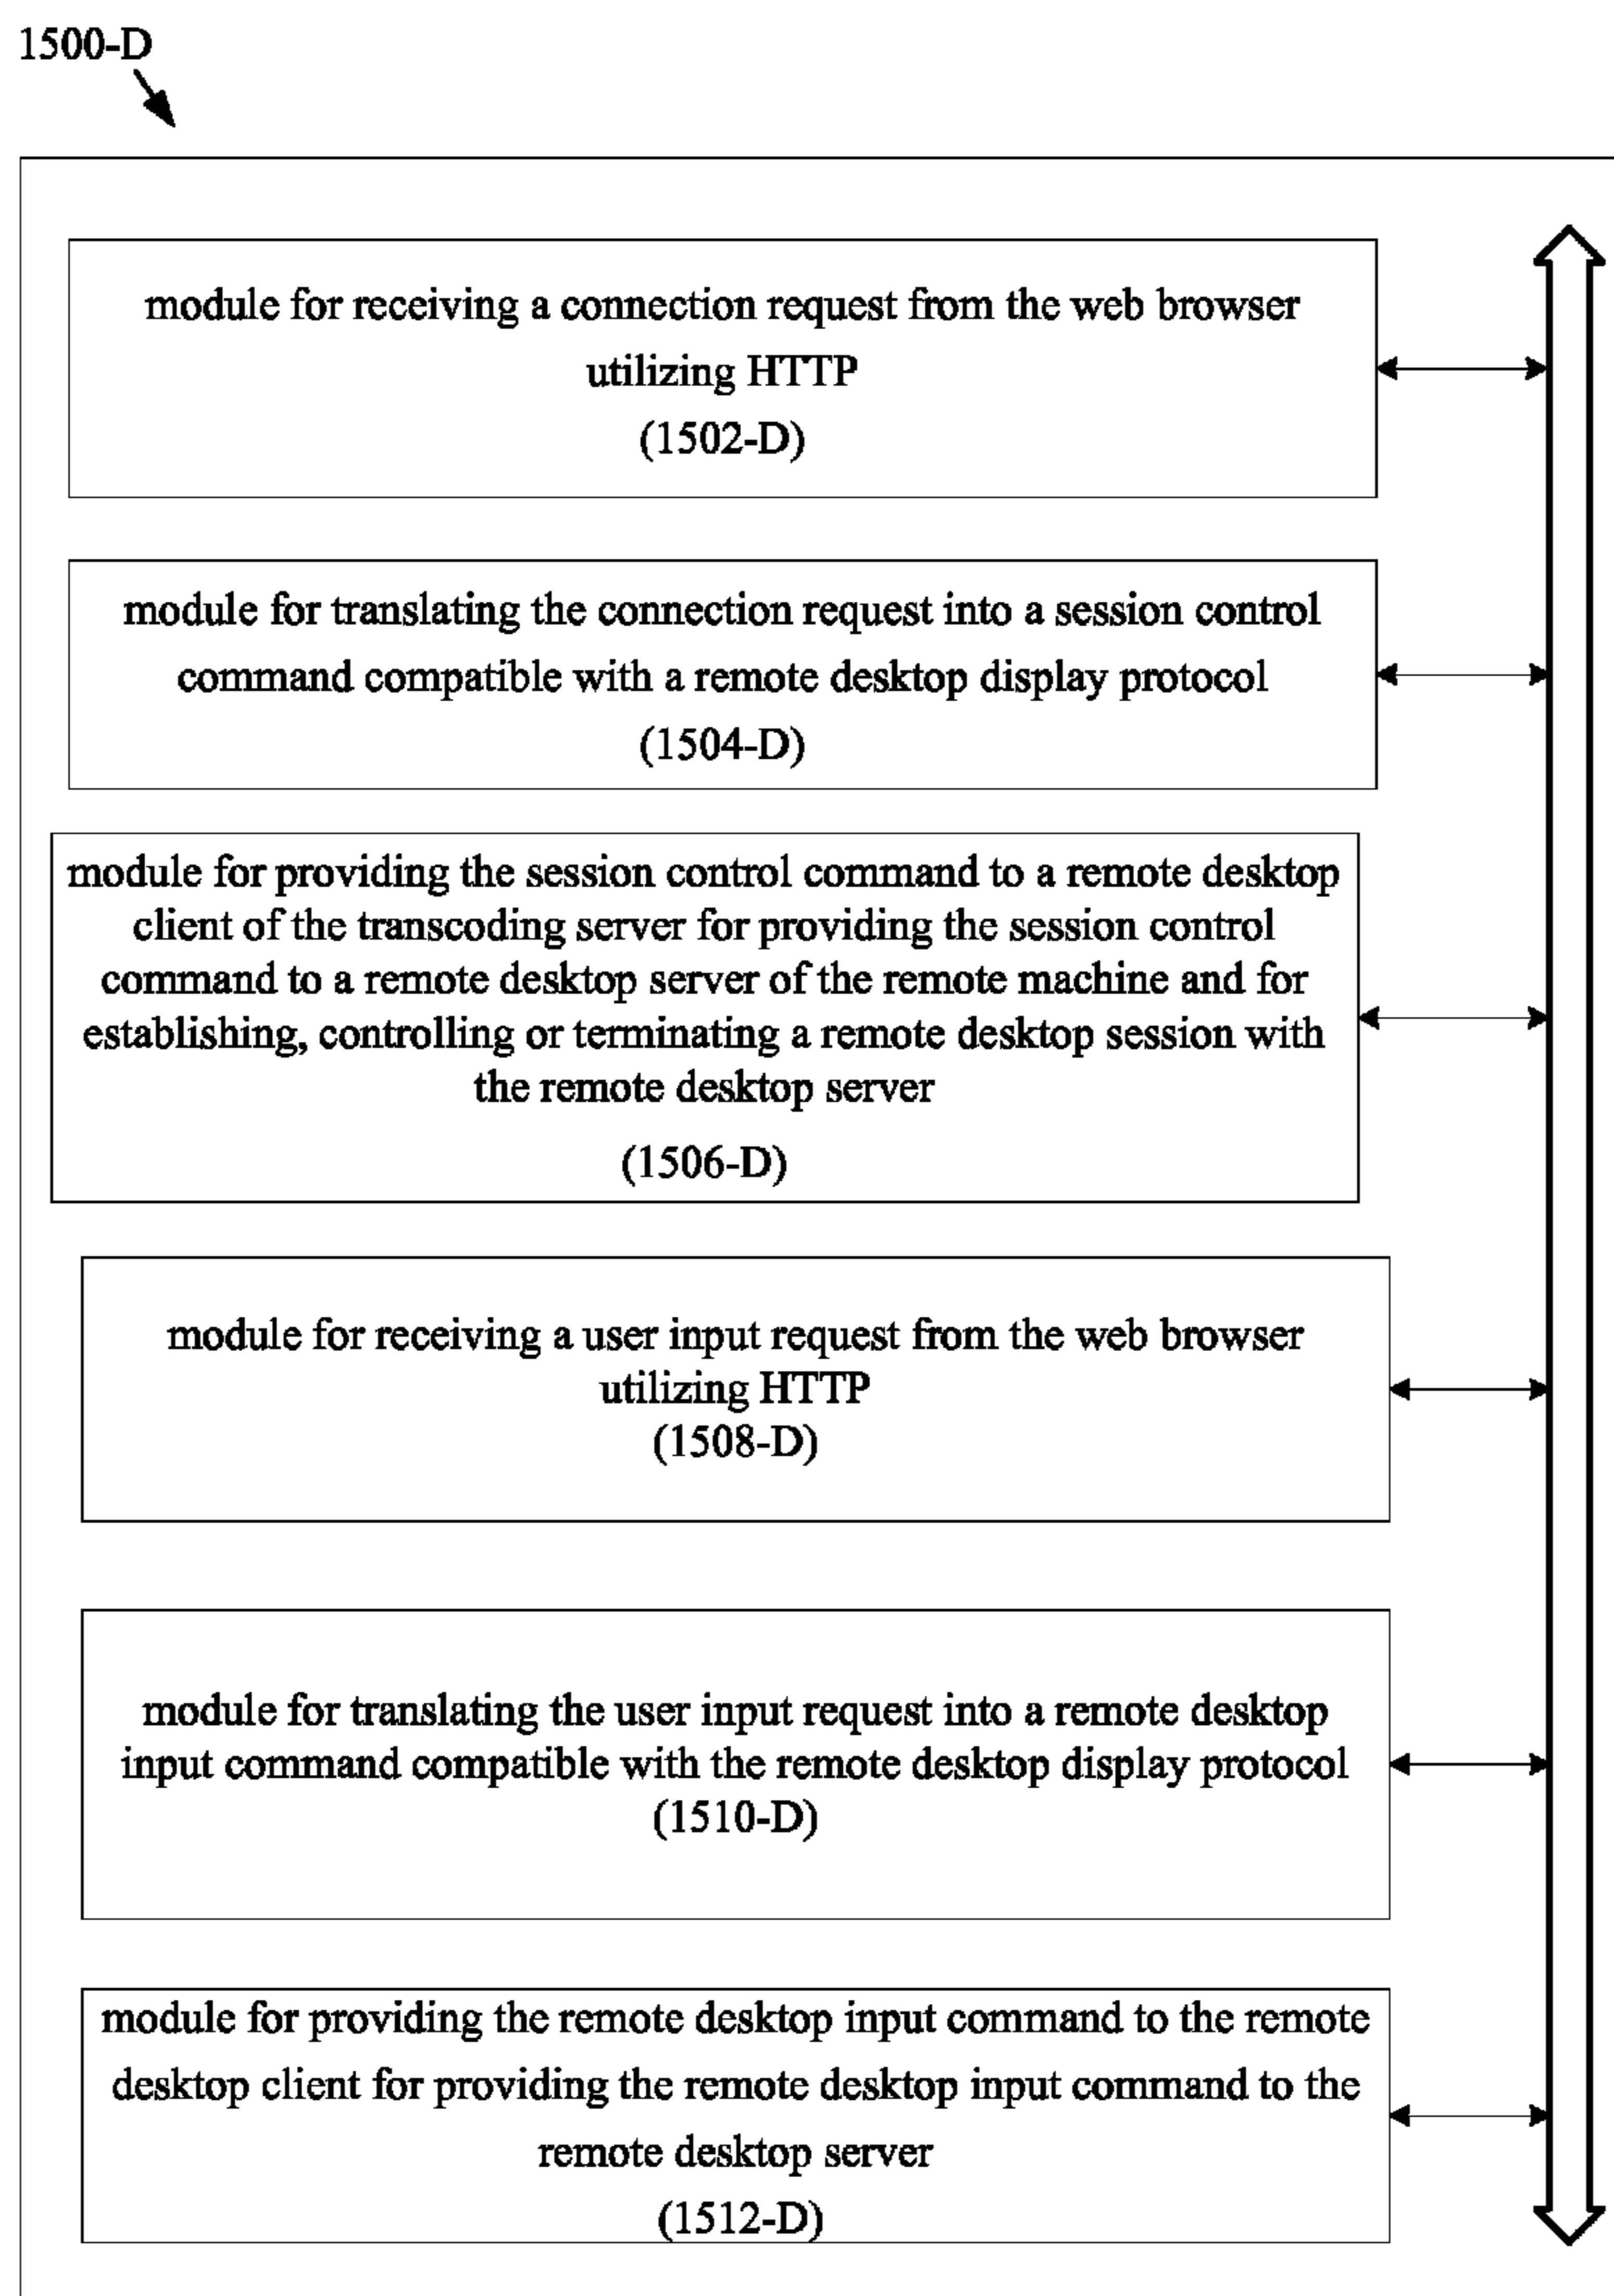 1500-D
module for receiving a connection request from the web browser
utilizing HTTP
(1502-D)
module for translating the connection request into a session control
command compatible with a remote desktop display protocol
(1504-D)
module for providing the session control command to a remote desktop
client of the transcoding server for providing the session control
command to a remote desktop server of the remote machine and for
establishing, controlling or terminating a remote desktop session with
the remote desktop server
(1506-D)
module for receiving a user input request from the web browser
utilizing HTTP
(1508-D)
module for translating the user input request into a remote desktop
input command compatible with the remote desktop display protocol
(1510-D)
module for providing the remote desktop input command to the remote
desktop client for providing the remote desktop input command to the
remote desktop server
(1512-D)